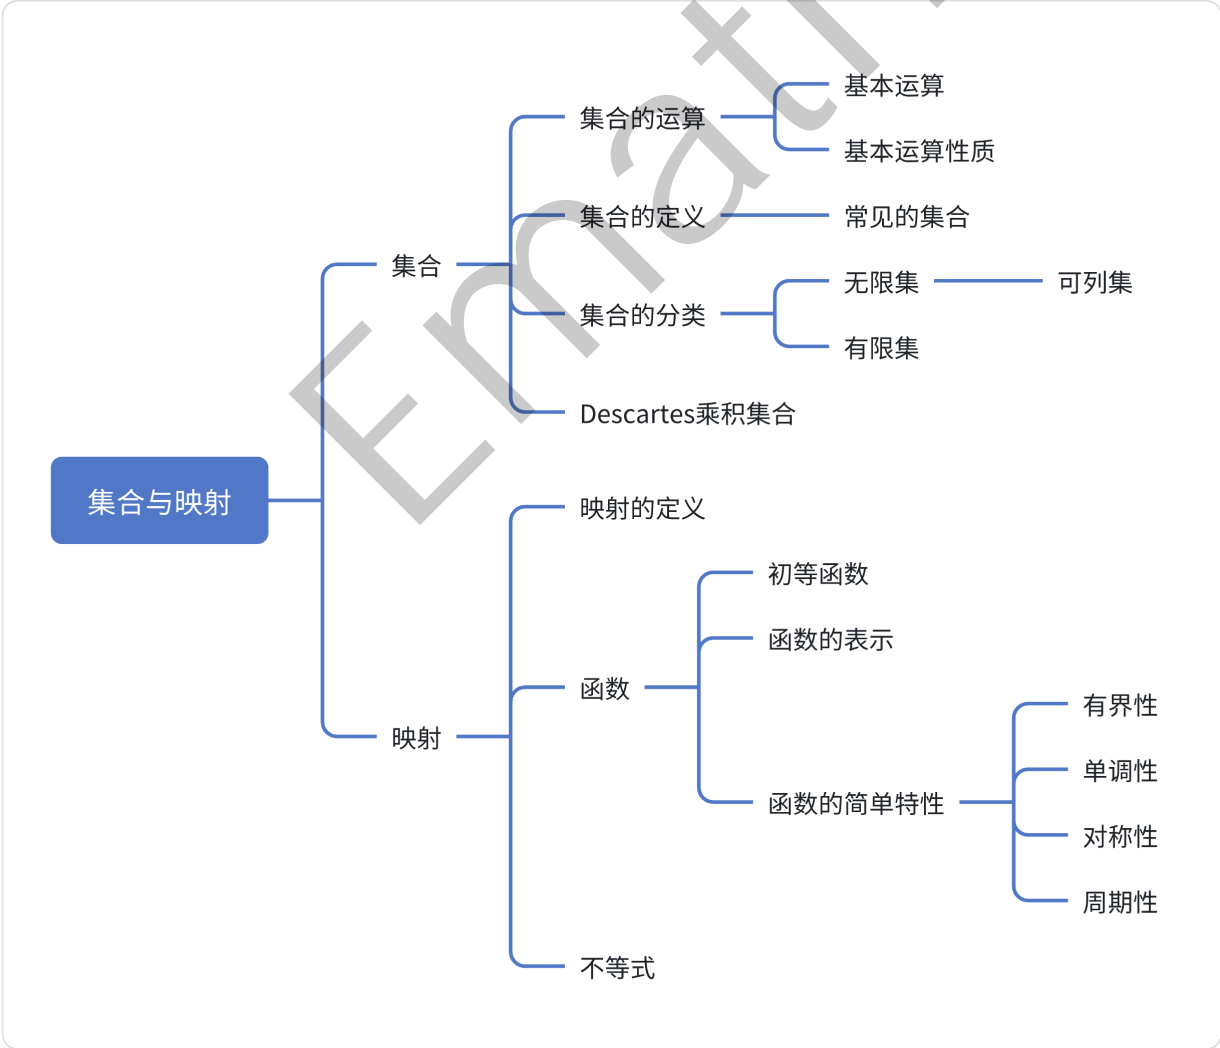 基本运算
集合的运算
基本运算性质
集合的定义
常见的集合
集合
无限集
可列集
集合的分类
有限集
Descartes乘积集合
集合与映射
映射的定义
初等函数
函数的表示
函数
有界性
映射
单调性
函数的简单特性
对称性
周期性
不等式
Emat